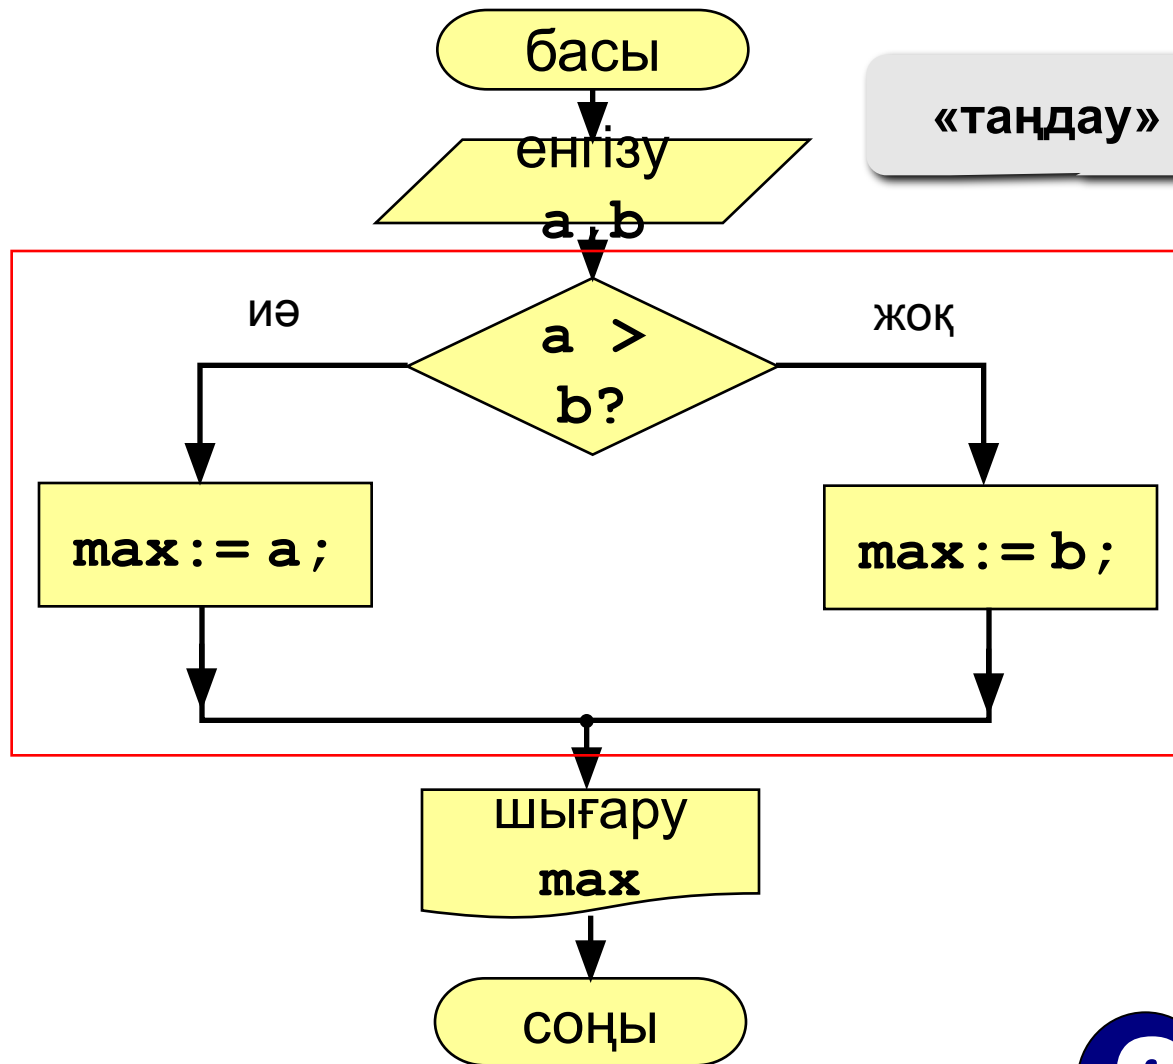 басы
«таңдау»
енгізу
a,b
иә
a >
b?
жоқ
max:= a;
max:= b;
шығару
max
соңы